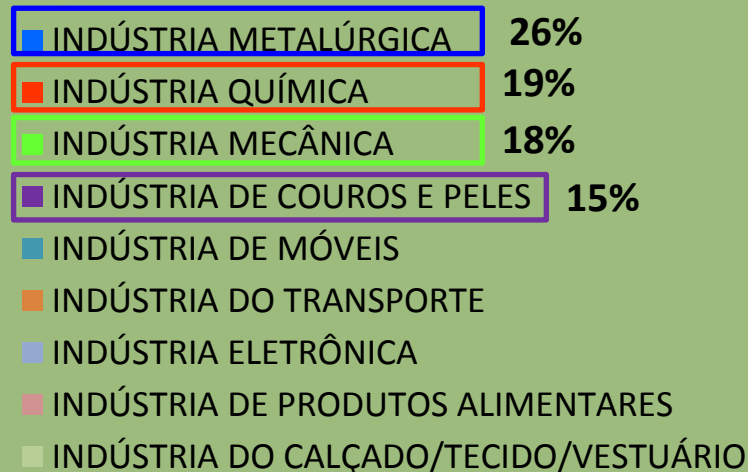 INDÚSTRIA METALÚRGICA 26%
INDÚSTRIA QUÍMICA 19%
INDÚSTRIA MECÂNICA 18%
INDÚSTRIA DE COUROS E PELES 15%
INDÚSTRIA DE MÓVEIS
INDÚSTRIA DO TRANSPORTE
INDÚSTRIA ELETRÔNICA
INDÚSTRIA DE PRODUTOS ALIMENTARES
INDÚSTRIA DO CALÇADO/TECIDO/VESTUÁRIO